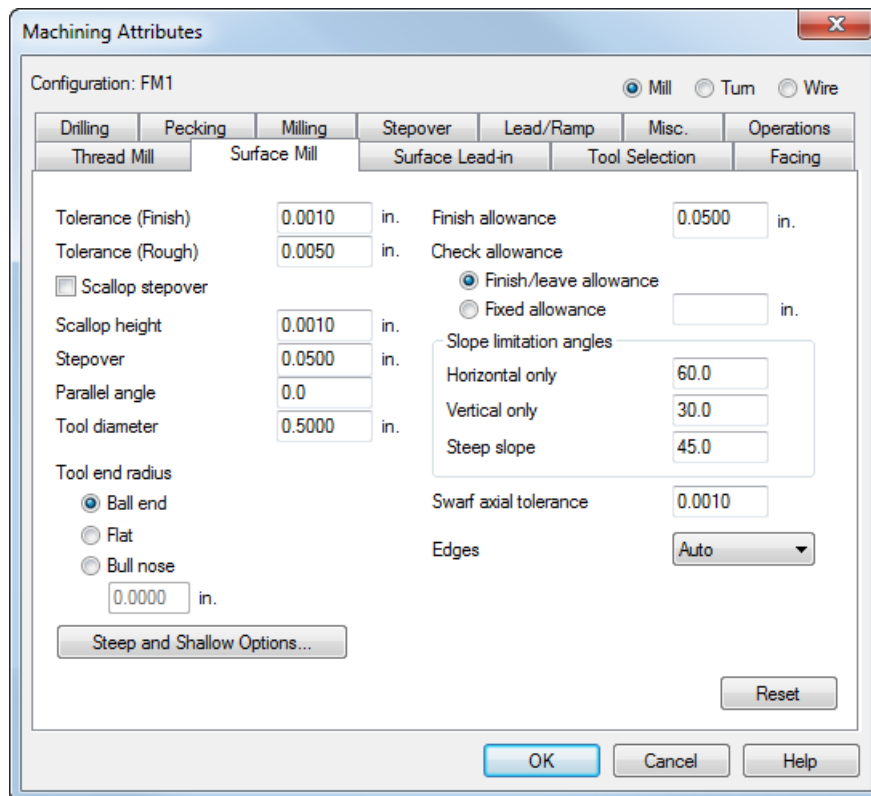 Machining Attributes
Configuration: FM1
Mill Turn Wire
Drilling Pecking Milling Stepover Lead/Ramp Misc. Operations
Thread Mill Surface Mill Surface Lead-in Tool Selection Facing
Tolerance (Finish) 0.0010 in. Finish allowance 0.0500 in.
Tolerance (Rough) 0.0050 in. Check allowance
Scallop stepover Finish/leave allowance
Fixed allowance in.
Scallop height 0.0010 in.
Slope limitation angles
Stepover 0.0500 in. Horizontal only 60.0
Parallel angle 0.0 Vertical only 30.0
Tool diameter 0.5000 in. Steep slope 45.0
Tool end radius
Ball end Swarf axial tolerance 0.0010
Flat Edges Auto
Bull nose
0.0000 in.
Steep and Shallow Options...
Reset
OK Cancel Help